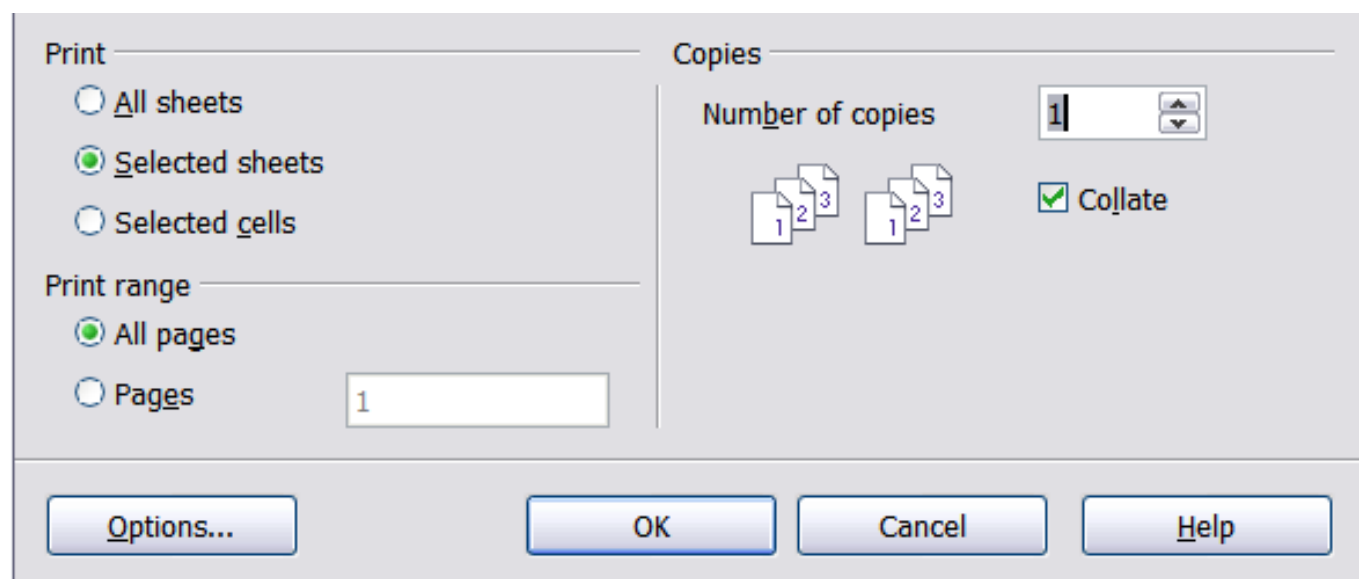 Print
All sheets
Selected sheets
Selected cells
Print range
All pages
Pages 1
Copies
Number of copies 1
1 2 3 1 2 3
Collate
Options... OK Cancel Help